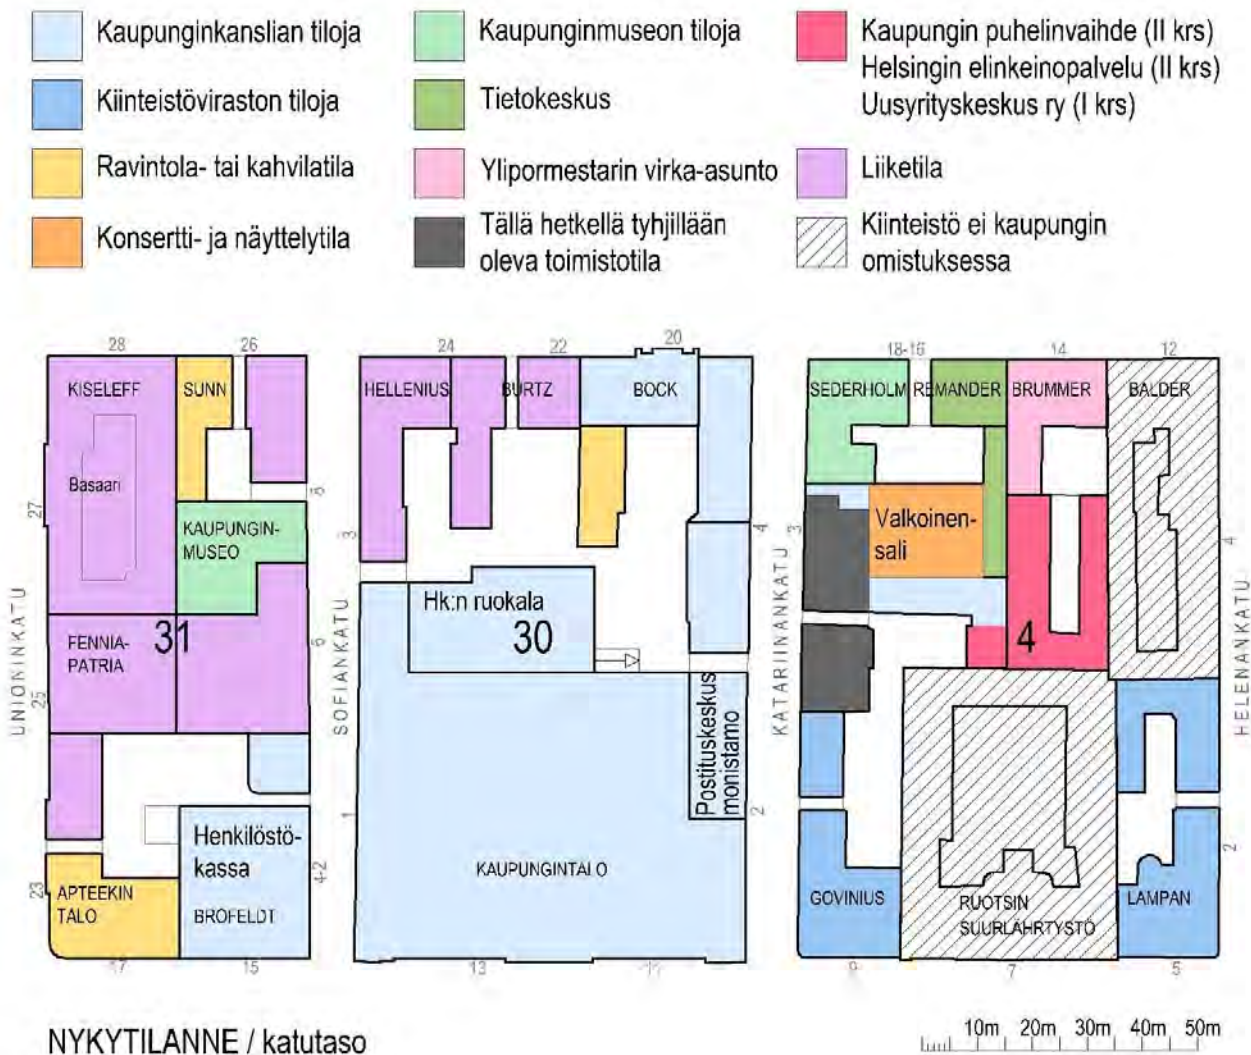 Kaupunginkanslian tiloja
Kiinteistöviraston tiloja
Ravintola- tai kahvilatila
Konsertti- ja näyttelytila
Kaupunginmuseon tiloja
Tietokeskus
Ylipormestarin virka-asunto
Tällä hetkellä tyhjillään
oleva toimistotila
Kaupungin puhelinvaihde (II krs)
Helsingin elinkeinopalvelu (II krs)
Uusyrityskeskus ry (I krs)
Liiketila
Kiinteistö ei kaupungin
omistuksessa
28
26
KISELEFF
SUNN
Basaari
27
8
KAUPUNGIN-
MUSEO
FENNIA-
PATRIA
31
6
25
UNIONINKATU
Henkilöstö-
kassa
BROFELDT
4-2
23
APTEEKIN
TALO
17
15
SOFIANKATU
24
22
20
HELLENIUS
BURTZ
BOCK
3
4
Hk:n ruokala
30
Postituskeskus
monistamo
1
2
KAUPUNGINTALO
13
11
KATARIINANKATU
18-16
14
12
SEDERHOLM
REMANDER
BRUMMER
BALDER
3
Valkoinen-
sali
4
4
HELENANKATU
GOVINIUS
RUOTSIN
SUURLÄHRTYSTÖ
LAMPAN
2
9
7
5
NYKYTILANNE / katutaso
10m 20m 30m 40m 50m